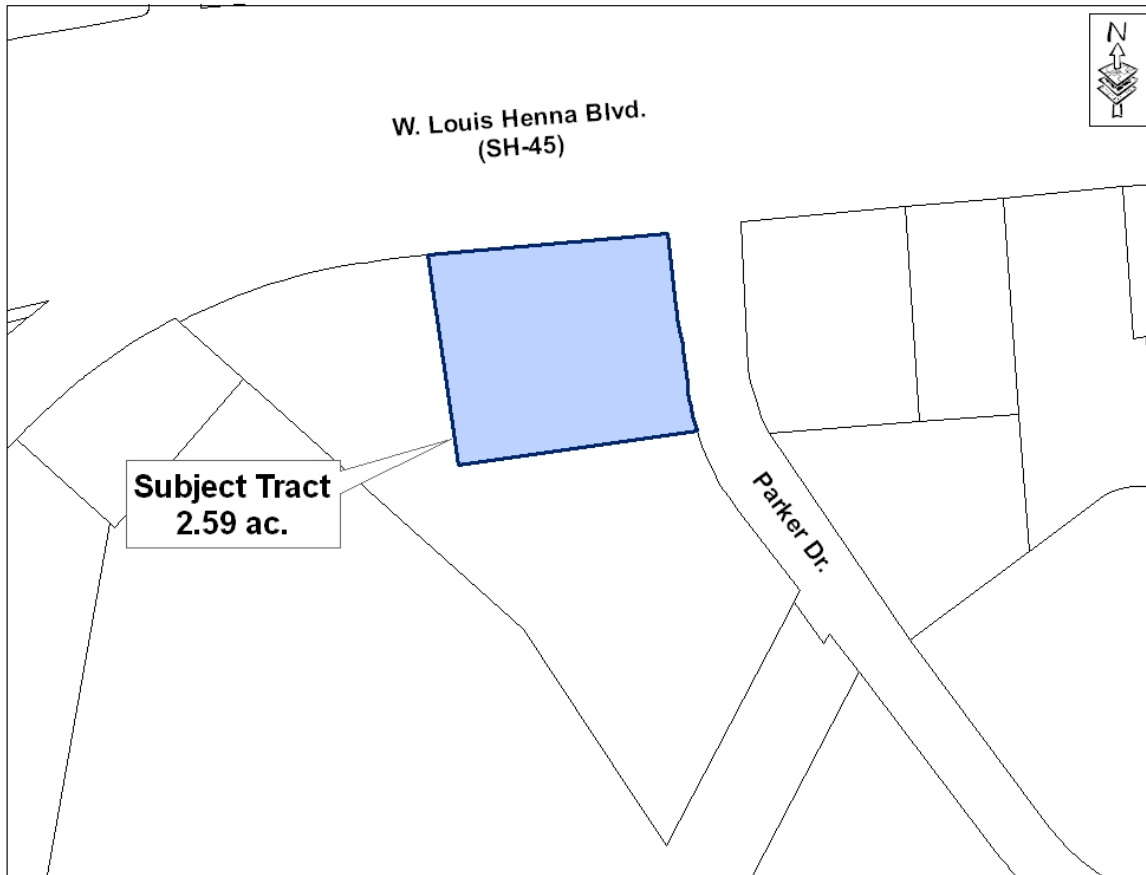 N
W. Louis Henna Blvd.
(SH-45)
Subject Tract
2.59 ac.
Parker Dr.